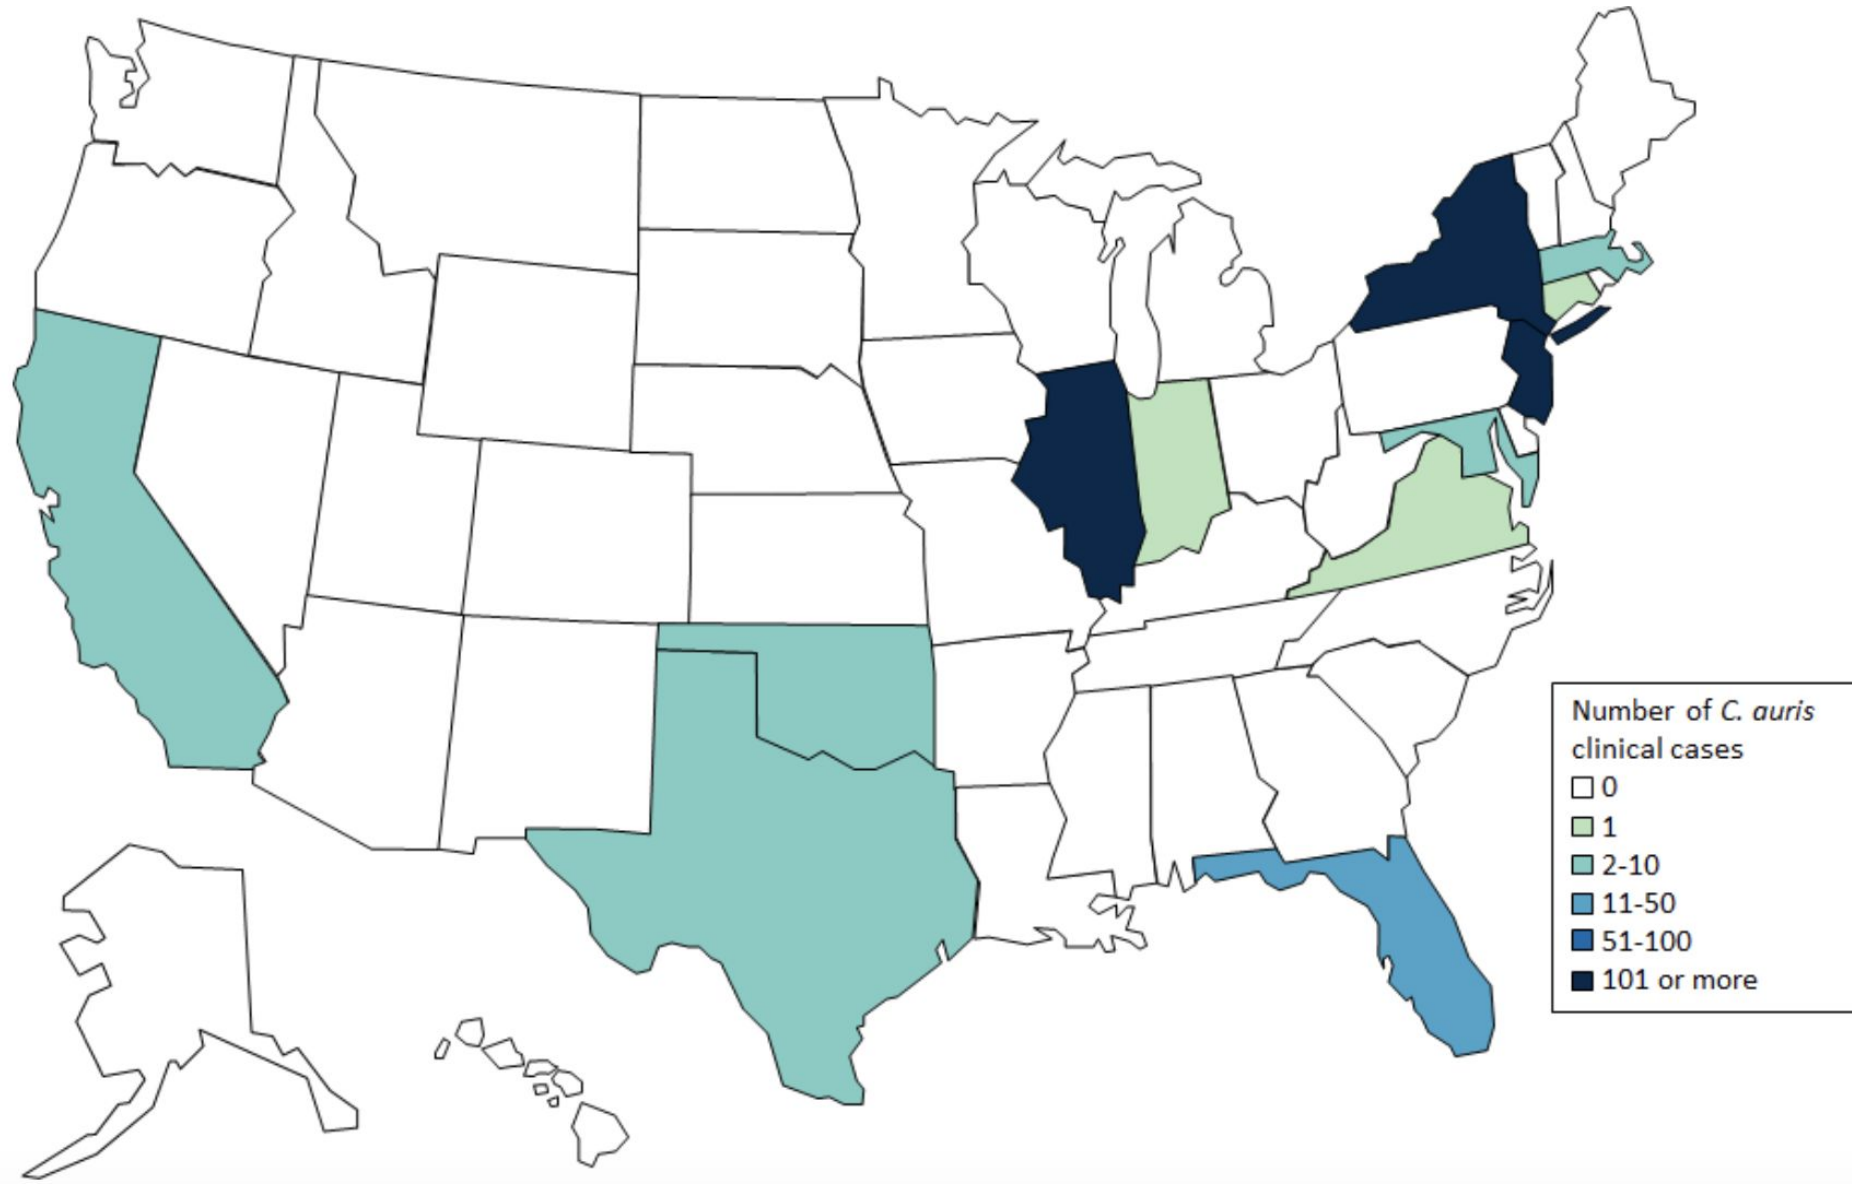 Number of C. auris
clinical cases
0
1
2-10
11-50
51-100
101 or more